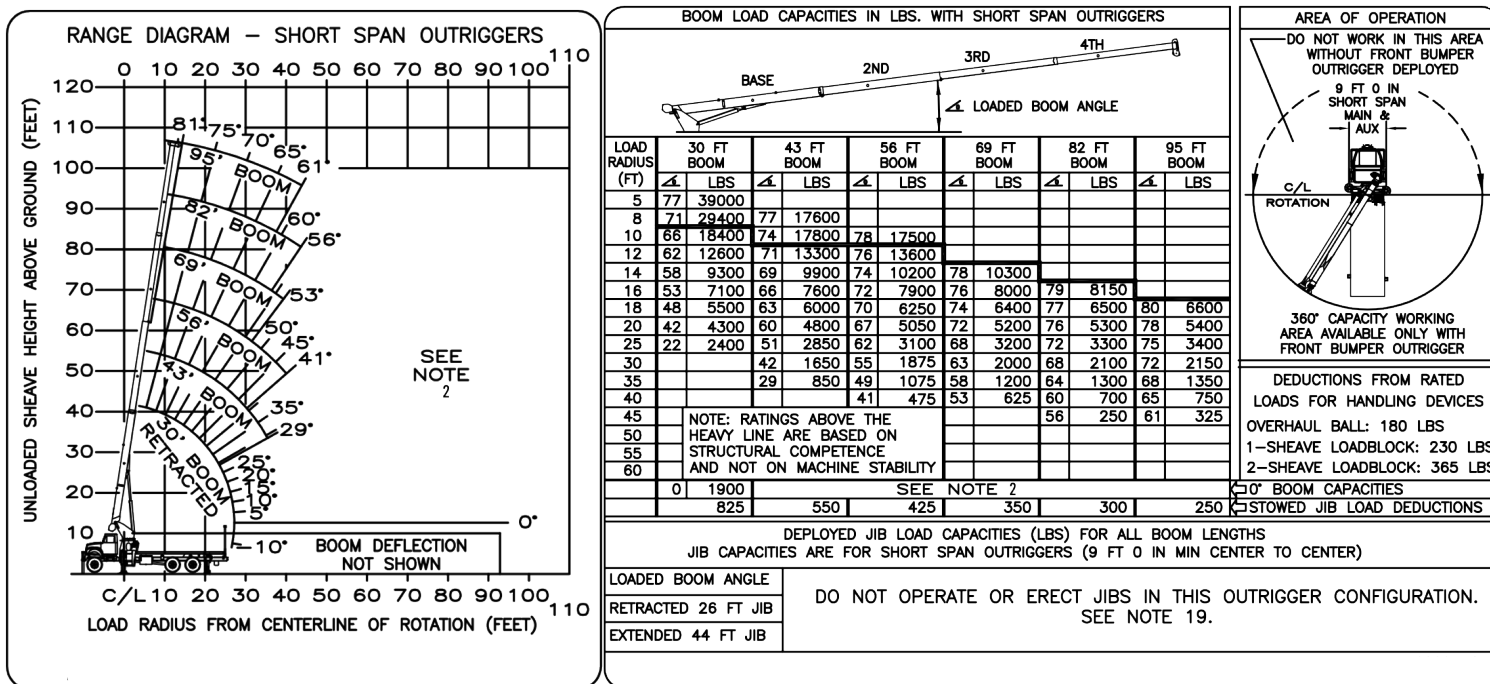 RANGE DIAGRAM – SHORT SPAN OUTRIGGERS
110
0 10 20 30 40 50 60 70 80 90 100
UNLOADED SHEAVE HEIGHT ABOVE GROUND (FEET)
120
110
100
90
80
70
60
50
40
30
20
10
81°
75°
70°
65°
61°
95' BOOM
60°
82' BOOM
56°
69' BOOM
53°
56' BOOM
50°
45°
41°
43' BOOM
35°
29°
30' BOOM
RETRACTED
25°
20°
15°
10°
5°
0°
-10°
SEE
NOTE
2
BOOM DEFLECTION
NOT SHOWN
C/L 10 20 30 40 50 60 70 80 90 100
110
LOAD RADIUS FROM CENTERLINE OF ROTATION (FEET)
BOOM LOAD CAPACITIES IN LBS. WITH SHORT SPAN OUTRIGGERS
BASE
2ND
3RD
4TH
LOADED BOOM ANGLE
LOAD RADIUS (FT) 30 FT BOOM 43 FT BOOM 56 FT BOOM 69 FT BOOM 82 FT BOOM 95 FT BOOM
LBS LBS LBS LBS LBS LBS
5 77 39000
8 71 29400 77 17600
10 66 18400 74 17800 78 17500
12 62 12600 71 13300 76 13600
14 58 9300 69 9900 74 10200 78 10300
16 53 7100 66 7600 72 7900 76 8000 79 8150
18 48 5500 63 6000 70 6250 74 6400 77 6500 80 6600
20 42 4300 60 4800 67 5050 72 5200 76 5300 78 5400
25 22 2400 51 2850 62 3100 68 3200 72 3300 75 3400
30 42 1650 55 1875 63 2000 68 2100 72 2150
35 29 850 49 1075 58 1200 64 1300 68 1350
40 41 475 53 625 60 700 65 750
45 56 250 61 325
50
55
60
NOTE: RATINGS ABOVE THE
HEAVY LINE ARE BASED ON
STRUCTURAL COMPETENCE
AND NOT ON MACHINE STABILITY
0 1900 SEE NOTE 2 0° BOOM CAPACITIES
825 550 425 350 300 250 STOWED JIB LOAD DEDUCTIONS
DEPLOYED JIB LOAD CAPACITIES (LBS) FOR ALL BOOM LENGTHS
JIB CAPACITIES ARE FOR SHORT SPAN OUTRIGGERS (9 FT 0 IN MIN CENTER TO CENTER)
LOADED BOOM ANGLE
RETRACTED 26 FT JIB
EXTENDED 44 FT JIB
DO NOT OPERATE OR ERECT JIBS IN THIS OUTRIGGER CONFIGURATION.
SEE NOTE 19.
AREA OF OPERATION
DO NOT WORK IN THIS AREA
WITHOUT FRONT BUMPER
OUTRIGGER DEPLOYED
9 FT 0 IN
SHORT SPAN
MAIN &
AUX
C/L
ROTATION
360° CAPACITY WORKING
AREA AVAILABLE ONLY WITH
FRONT BUMPER OUTRIGGER
DEDUCTIONS FROM RATED
LOADS FOR HANDLING DEVICES
OVERHAUL BALL: 180 LBS
1-SHEAVE LOADBLOCK: 230 LBS
2-SHEAVE LOADBLOCK: 365 LBS